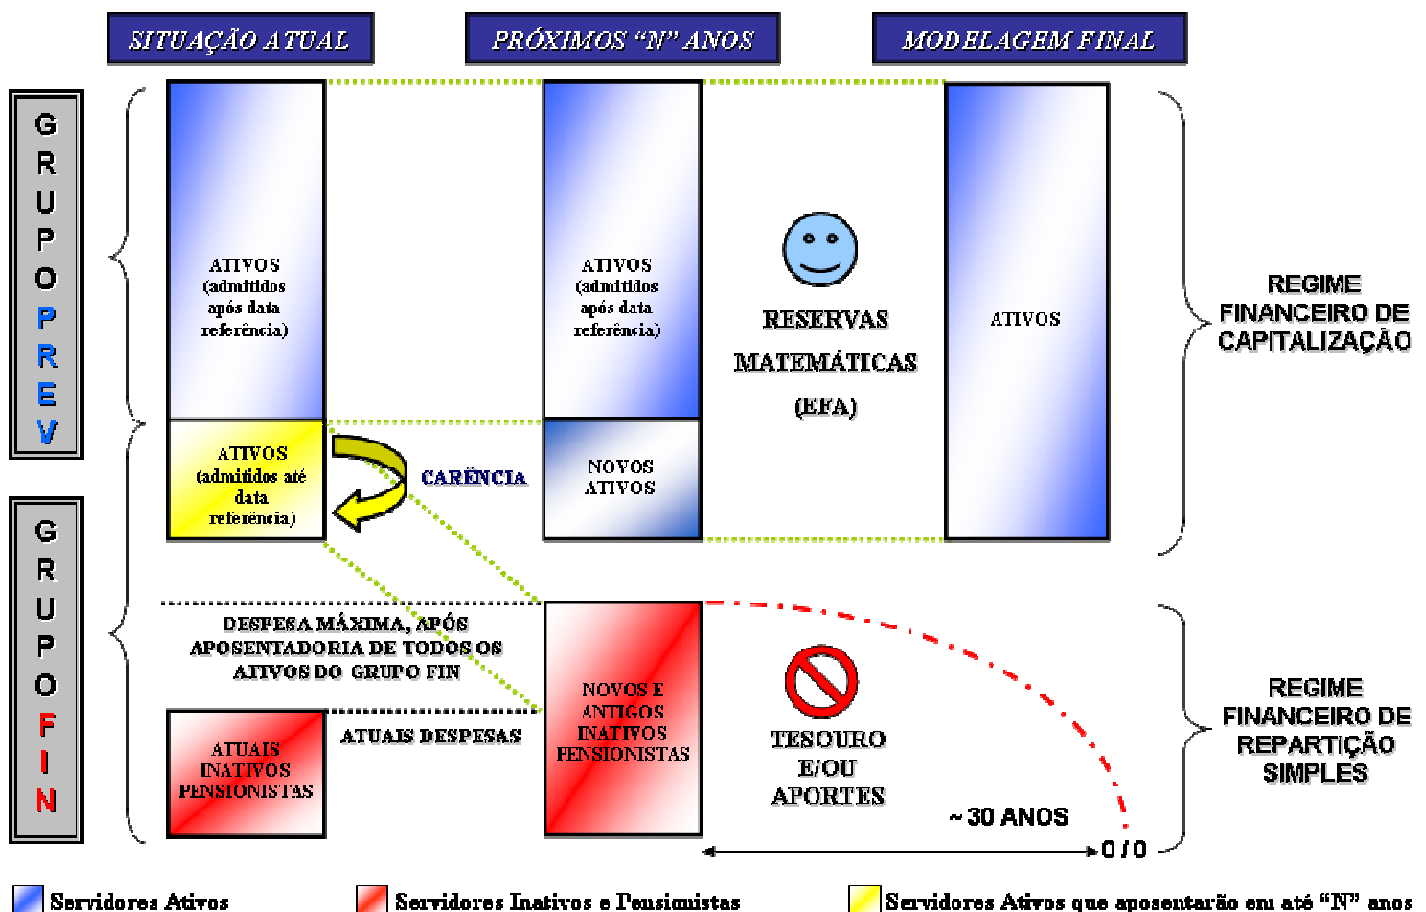 SITUAÇÃO ATUAL
PRÓXIMOS “N” ANOS
MODELAGEM FINAL
GRUPO PREV
ATIVOS
(admitidos
após data
referência)
ATIVOS
(admitidos
após data
referência)
RESERVAS
MATEMÁTICAS
(EFA)
ATIVOS
REGIME
FINANCEIRO DE
CAPITALIZAÇÃO
ATIVOS
(admitidos até
data
referência)
CARÊNCIA
NOVOS
ATIVOS
GRUPO FIN
DESPESA MÁXIMA, APÓS
APOSENTADORIA DE TODOS OS
ATIVOS DO GRUPO FIN
ATUAIS DESPESAS
ATUAIS
INATIVOS
PENSIONISTAS
NOVOS E
ANTIGOS
INATIVOS
PENSIONISTAS
TESOURO
E/OU
APORTES
~ 30 ANOS
0 / 0
REGIME
FINANCEIRO DE
REPARTIÇÃO
SIMPLES
Servidores Ativos
Servidores Inativos e Pensionistas
Servidores Ativos que aposentarão em até “N” anos